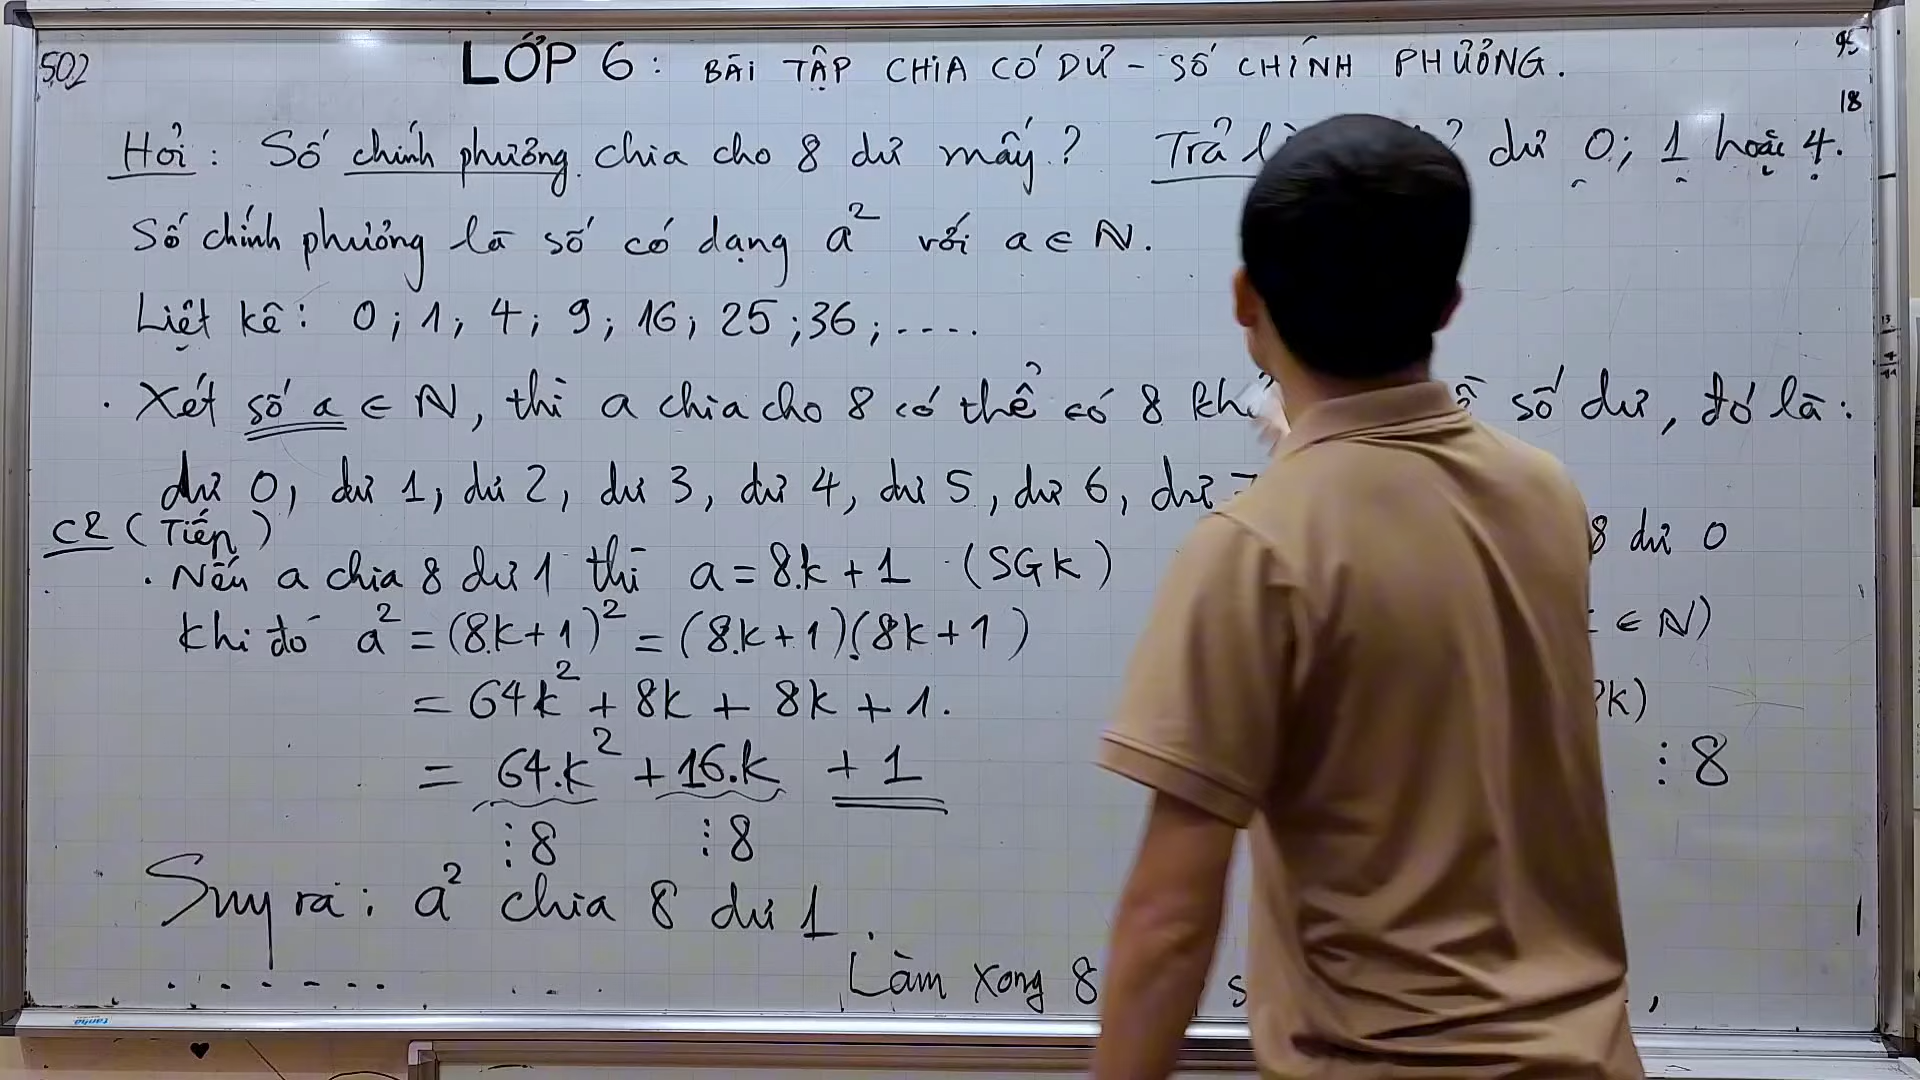 502
LỚP 6: BÀI TẬP CHIA CÓ DƯ - SỐ CHÍNH PHƯƠNG.
95
18
Hỏi: Số chính phương chia cho 8 dư mấy? Trả dư 0; 1 hoặc 4.
Số chính phương là số có dạng a² với a ∈ N.
Liệt kê: 0; 1; 4; 9; 16; 25; 36; ....
. Xét số a ∈ N, thì a chia cho 8 có thể có 8 số dư, đó là:
dư 0, dư 1, dư 2, dư 3, dư 4, dư 5, dư 6, dư
C2 (Tiếp)
. Nếu a chia 8 dư 1 thì a = 8.k + 1 (SGK)
8 dư 0
Khi đó a² = (8.k+1)² = (8.k+1).(8k+1)
∈ N)
= 64k² + 8k + 8k + 1.
k)
= 64.k² + 16.k + 1
⋮ 8
⋮ 8 ⋮ 8
Suy ra: a² chia 8 dư 1.
Làm xong 8